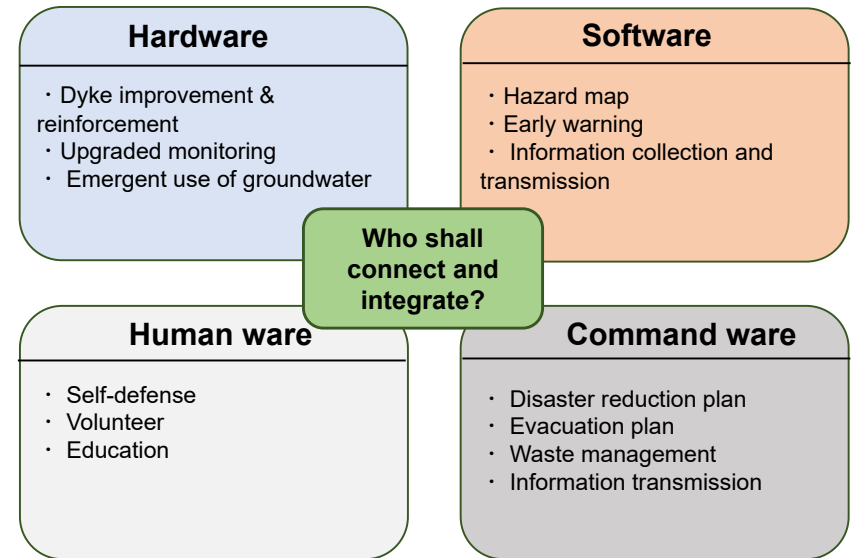 Hardware
・Dyke improvement &
reinforcement
・Upgraded monitoring
・ Emergent use of groundwater
Software
・Hazard map
・Early warning
・ Information collection and
transmission
Who shall
connect and
integrate?
Human ware
・ Self-defense
・ Volunteer
・ Education
Command ware
・ Disaster reduction plan
・ Evacuation plan
・ Waste management
・ Information transmission